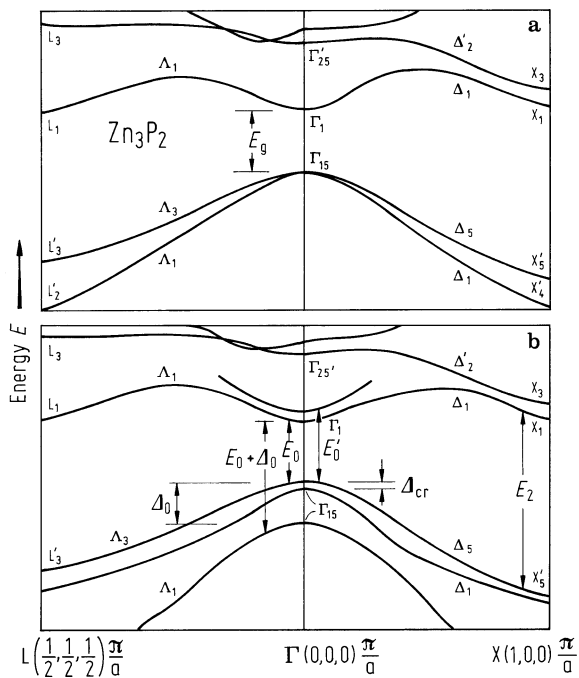 a
L₃ Γ′₂₅ Δ′₂ X₃
Λ₁ Δ₁
L₁ Γ₁ X₁
Zn₃P₂ E_g
Γ₁₅
Λ₃ Δ₅
L′₃ X′₅
Λ₁ Δ₁
L′₂ X′₄
Energy E
b
L₃ Γ₂₅′ Δ′₂ X₃
Λ₁ Δ₁
L₁ Γ₁ X₁
E₀ + Δ₀ E₀ E₀′
E₂
Δ₀ Δcr
Γ₁₅
Λ₃ Δ₅
L′₃ X′₅
Λ₁ Δ₁
L(1/2, 1/2, 1/2) π/a Γ(0,0,0) π/a X(1,0,0) π/a